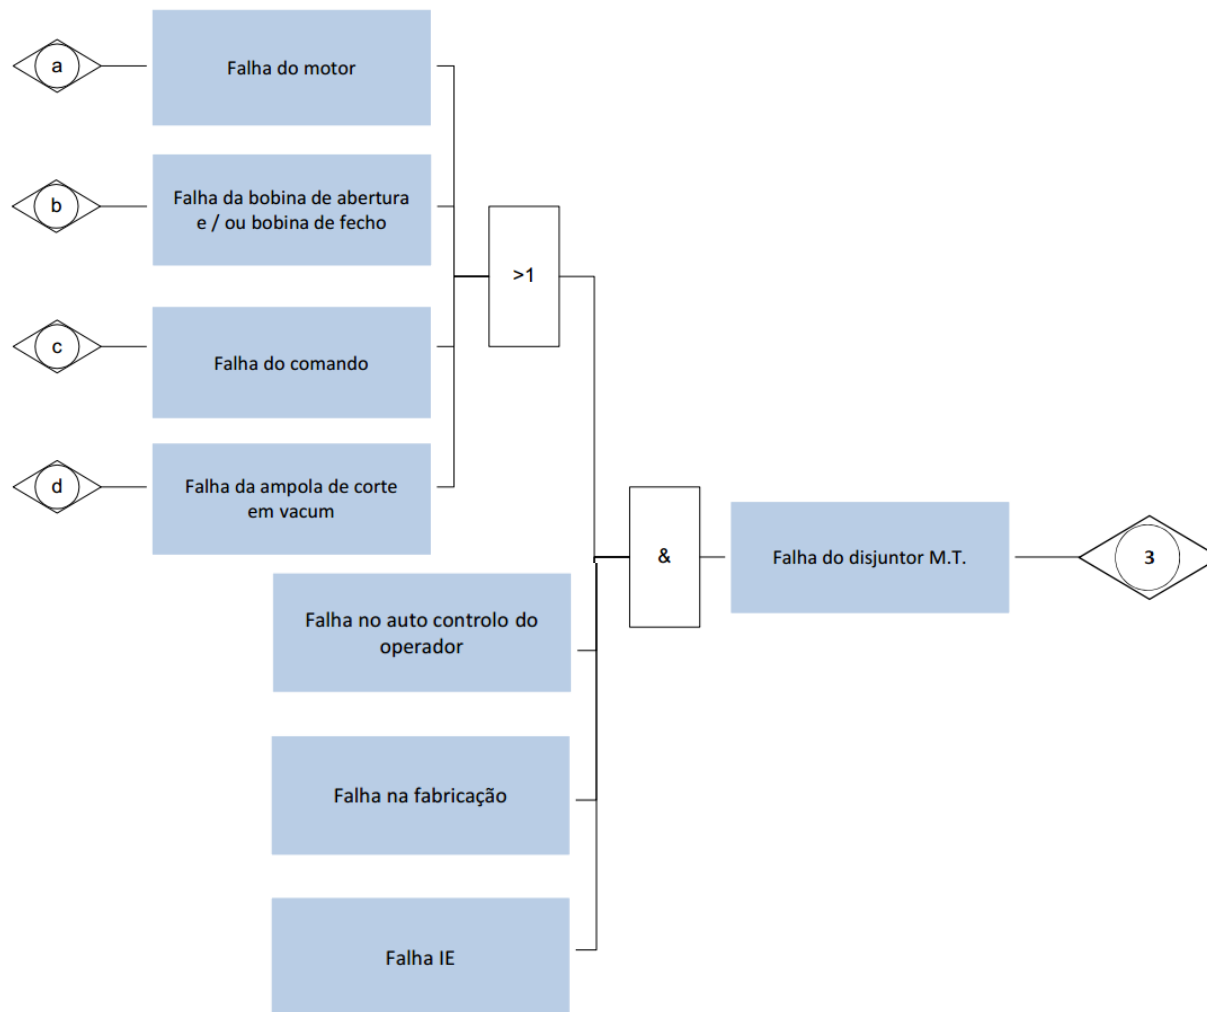 a
Falha do motor
b
Falha da bobina de abertura
e / ou bobina de fecho
>1
c
Falha do comando
d
Falha da ampola de corte
em vacum
&
Falha do disjuntor M.T.
3
Falha no auto controlo do
operador
Falha na fabricação
Falha IE